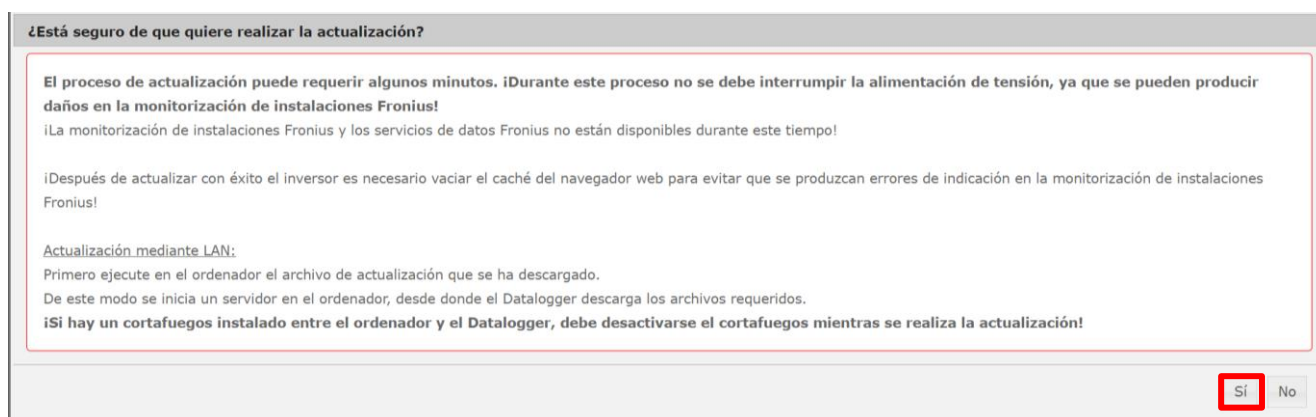 ¿Está seguro de que quiere realizar la actualización?
El proceso de actualización puede requerir algunos minutos. ¡Durante este proceso no se debe interrumpir la alimentación de tensión, ya que se pueden producir
daños en la monitorización de instalaciones Fronius!
¡La monitorización de instalaciones Fronius y los servicios de datos Fronius no están disponibles durante este tiempo!
¡Después de actualizar con éxito el inversor es necesario vaciar el caché del navegador web para evitar que se produzcan errores de indicación en la monitorización de instalaciones
Fronius!
Actualización mediante LAN:
Primero ejecute en el ordenador el archivo de actualización que se ha descargado.
De este modo se inicia un servidor en el ordenador, desde donde el Datalogger descarga los archivos requeridos.
¡Si hay un cortafuegos instalado entre el ordenador y el Datalogger, debe desactivarse el cortafuegos mientras se realiza la actualización!
Sí No